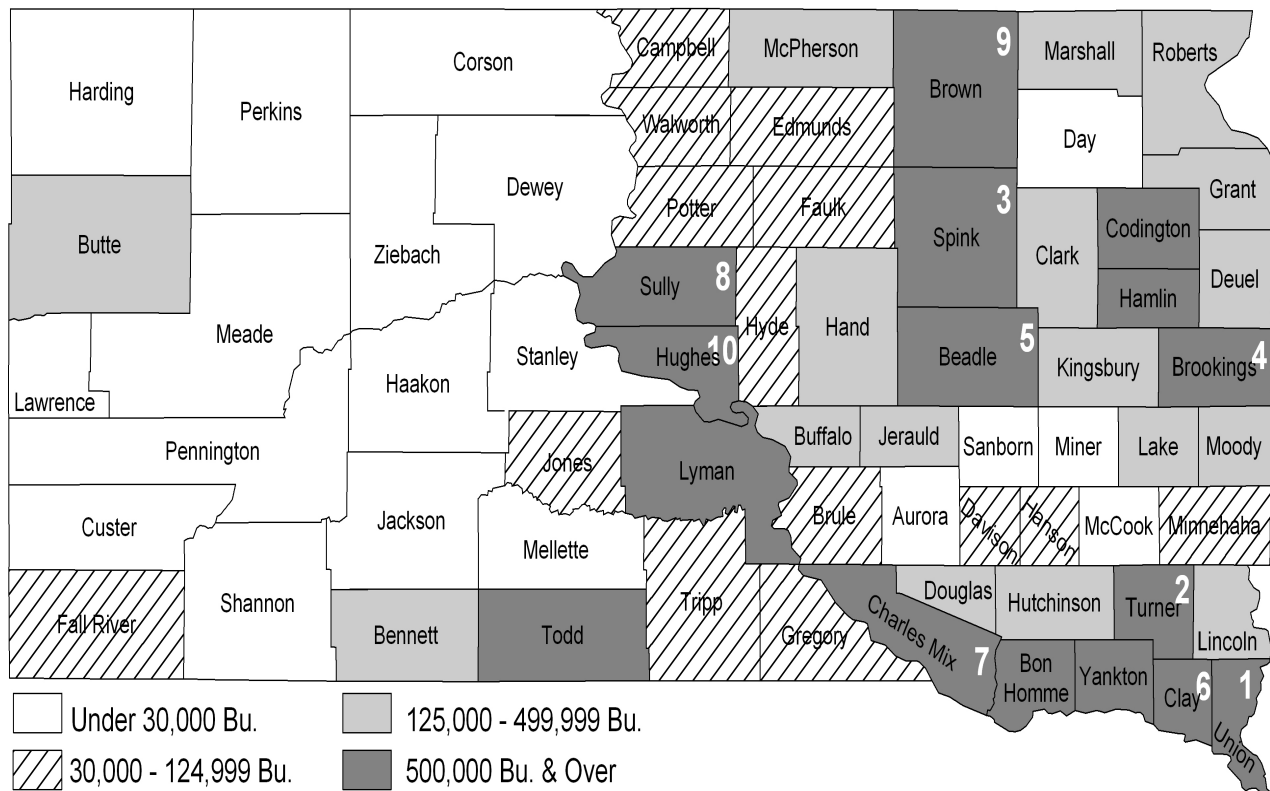 Harding
Perkins
Corson
Campbell
McPherson
Brown
9
Marshall
Roberts
Walworth
Edmunds
Day
Dewey
Butte
Ziebach
Potter
Faulk
Spink
3
Clark
Codington
Grant
Hamlin
Deuel
Meade
Sully
8
Hyde
Hand
Stanley
Hughes
10
Haakon
Beadle
5
Kingsbury
Brookings
4
Lawrence
Pennington
Jones
Lyman
Buffalo
Jerauld
Sanborn
Miner
Lake
Moody
Custer
Jackson
Mellette
Brule
Aurora
Davison
Hanson
McCook
Minnehaha
Fall River
Shannon
Bennett
Todd
Tripp
Gregory
Charles Mix
7
Douglas
Hutchinson
Turner
2
Lincoln
Bon
Homme
Yankton
Clay
6
Union
1
Under 30,000 Bu.
125,000 - 499,999 Bu.
30,000 - 124,999 Bu.
500,000 Bu. & Over